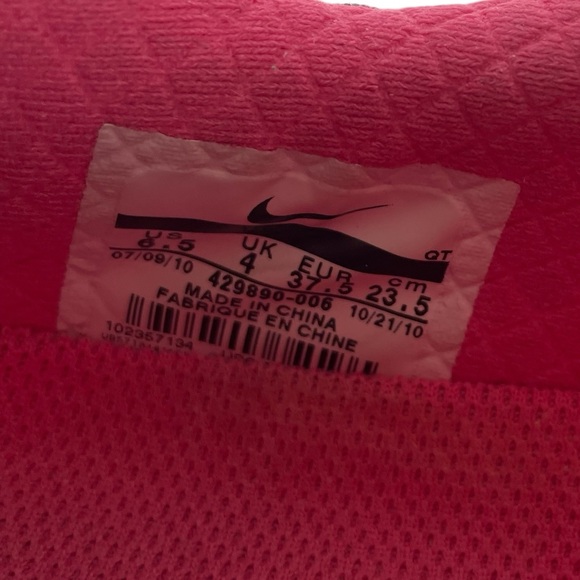 QT
US UK EUR cm
6.5 4 37.5 23.5
07/09/10 429890-006 10/21/10
MADE IN CHINA
FABRIQUE EN CHINE
102357134